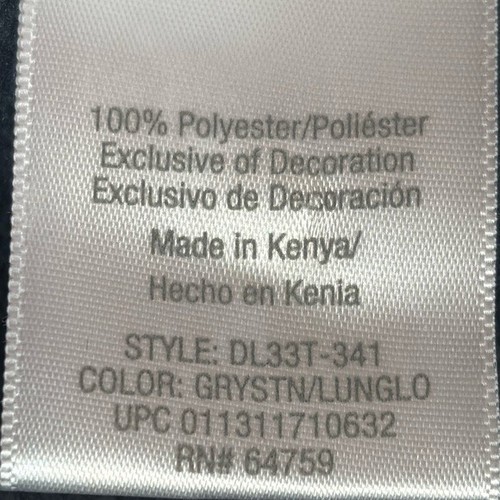 100% Polyester/Poliéster
Exclusive of Decoration
Exclusivo de Decoración
Made in Kenya/
Hecho en Kenia
STYLE: DL33T-341
COLOR: GRYSTN/LUNGLO
UPC 011311710632
RN# 64759